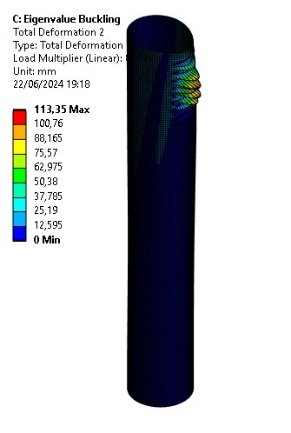 C: Eigenvalue Buckling
Total Deformation 2
Type: Total Deformation
Load Multiplier (Linear):
Unit: mm
22/06/2024 19:18
113,35 Max
100,76
88,165
75,57
62,975
50,38
37,785
25,19
12,595
0 Min